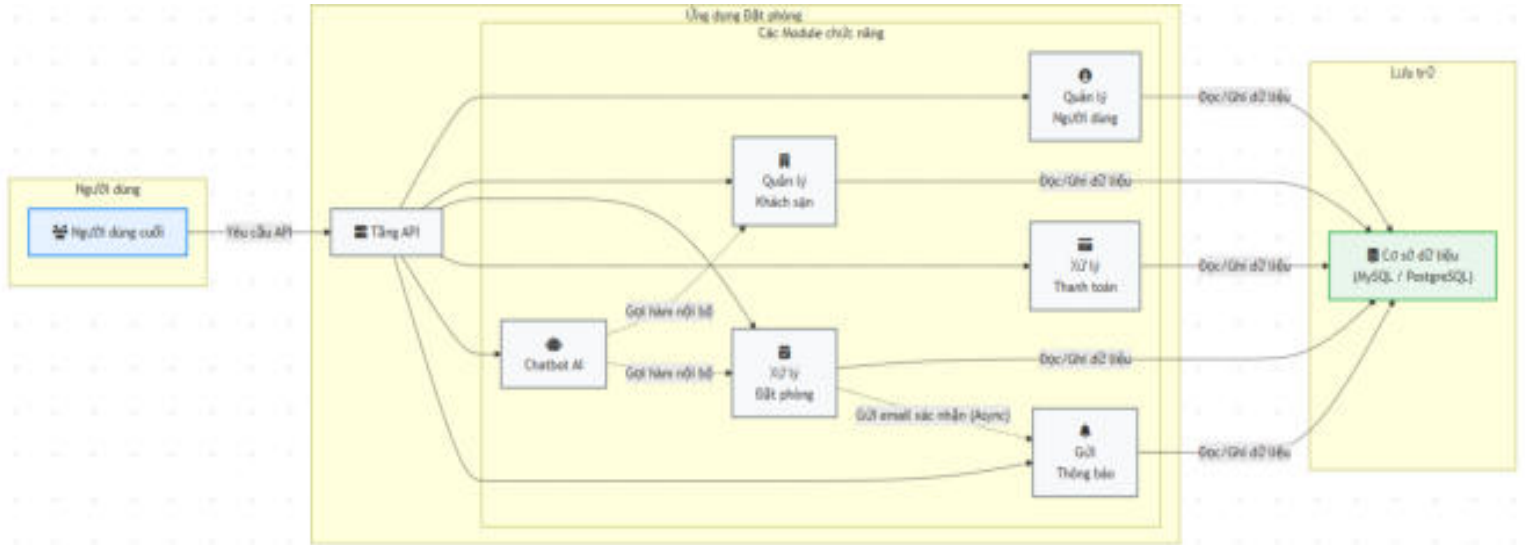 Ứng dụng Đặt phòng
Các Module chức năng
Lưu trữ
Quản lý
Người dùng
Đọc/Ghi dữ liệu
Quản lý
Khách sạn
Đọc/Ghi dữ liệu
Người dùng
Người dùng cuối
Yêu cầu API
Tầng API
Xử lý
Thanh toán
Đọc/Ghi dữ liệu
Cơ sở dữ liệu
(MySQL / PostgreSQL)
Gọi hàm nội bộ
Chatbot AI
Gọi hàm nội bộ
Xử lý
Đặt phòng
Đọc/Ghi dữ liệu
Gửi email xác nhận (Async)
Gửi
Thông báo
Đọc/Ghi dữ liệu